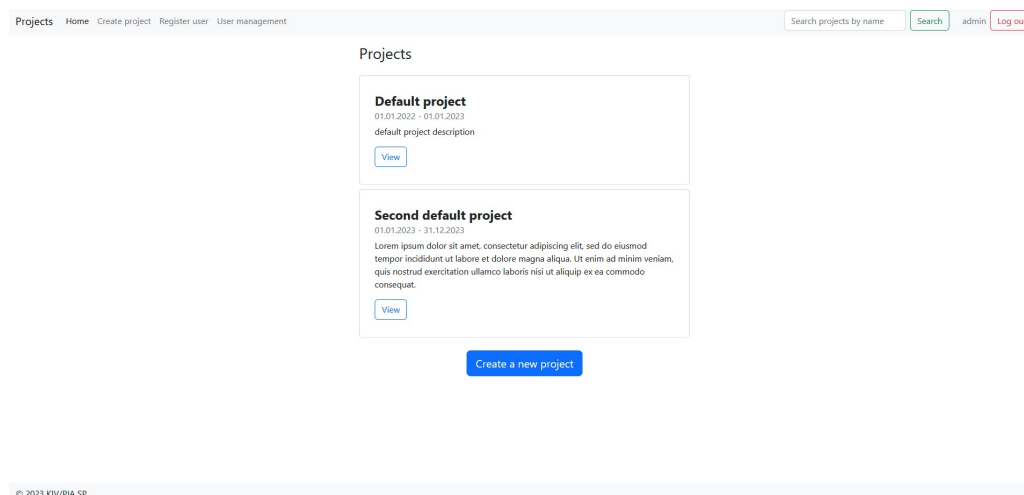 Projects Home Create project Register user User management Search projects by name Search admin Log ou
Projects
Default project
01.01.2022 - 01.01.2023
default project description
View
Second default project
01.01.2023 - 31.12.2023
Lorem ipsum dolor sit amet, consectetur adipiscing elit, sed do eiusmod
tempor incididunt ut labore et dolore magna aliqua. Ut enim ad minim veniam,
quis nostrud exercitation ullamco laboris nisi ut aliquip ex ea commodo
consequat.
View
Create a new project
© 2023 KIV/PIA SP